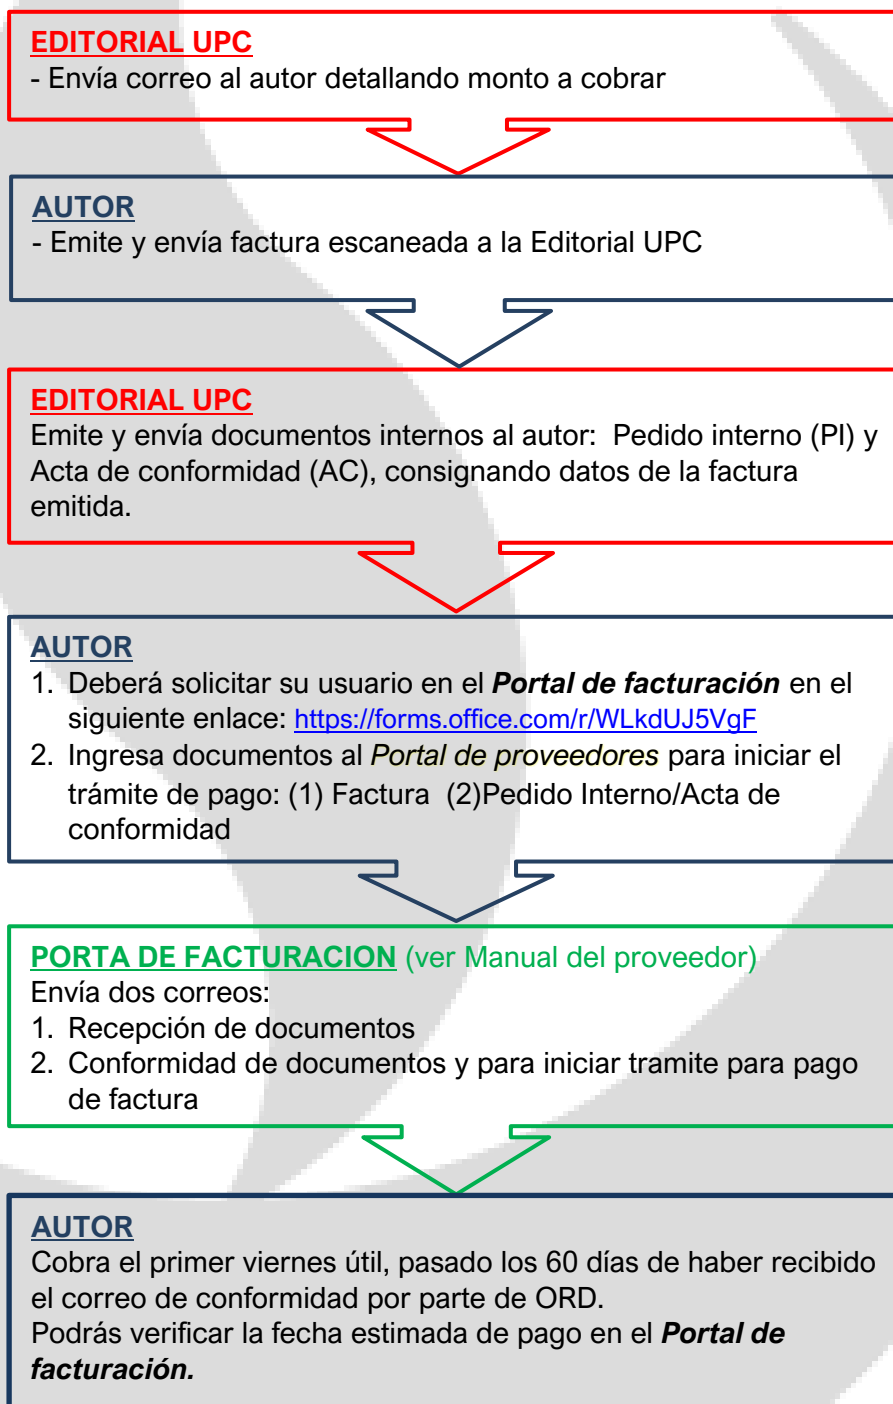 EDITORIAL UPC
- Envía correo al autor detallando monto a cobrar
AUTOR
- Emite y envía factura escaneada a la Editorial UPC
EDITORIAL UPC
Emite y envía documentos internos al autor:  Pedido interno (PI) y
Acta de conformidad (AC), consignando datos de la factura
emitida.
AUTOR
1. Deberá solicitar su usuario en el Portal de facturación en el
siguiente enlace: https://forms.office.com/r/WLkdUJ5VgF
2. Ingresa documentos al Portal de proveedores para iniciar el
trámite de pago: (1) Factura  (2)Pedido Interno/Acta de
conformidad
PORTA DE FACTURACION (ver Manual del proveedor)
Envía dos correos:
1. Recepción de documentos
2. Conformidad de documentos y para iniciar tramite para pago
de factura
AUTOR
Cobra el primer viernes útil, pasado los 60 días de haber recibido
el correo de conformidad por parte de ORD.
Podrás verificar la fecha estimada de pago en el Portal de
facturación.